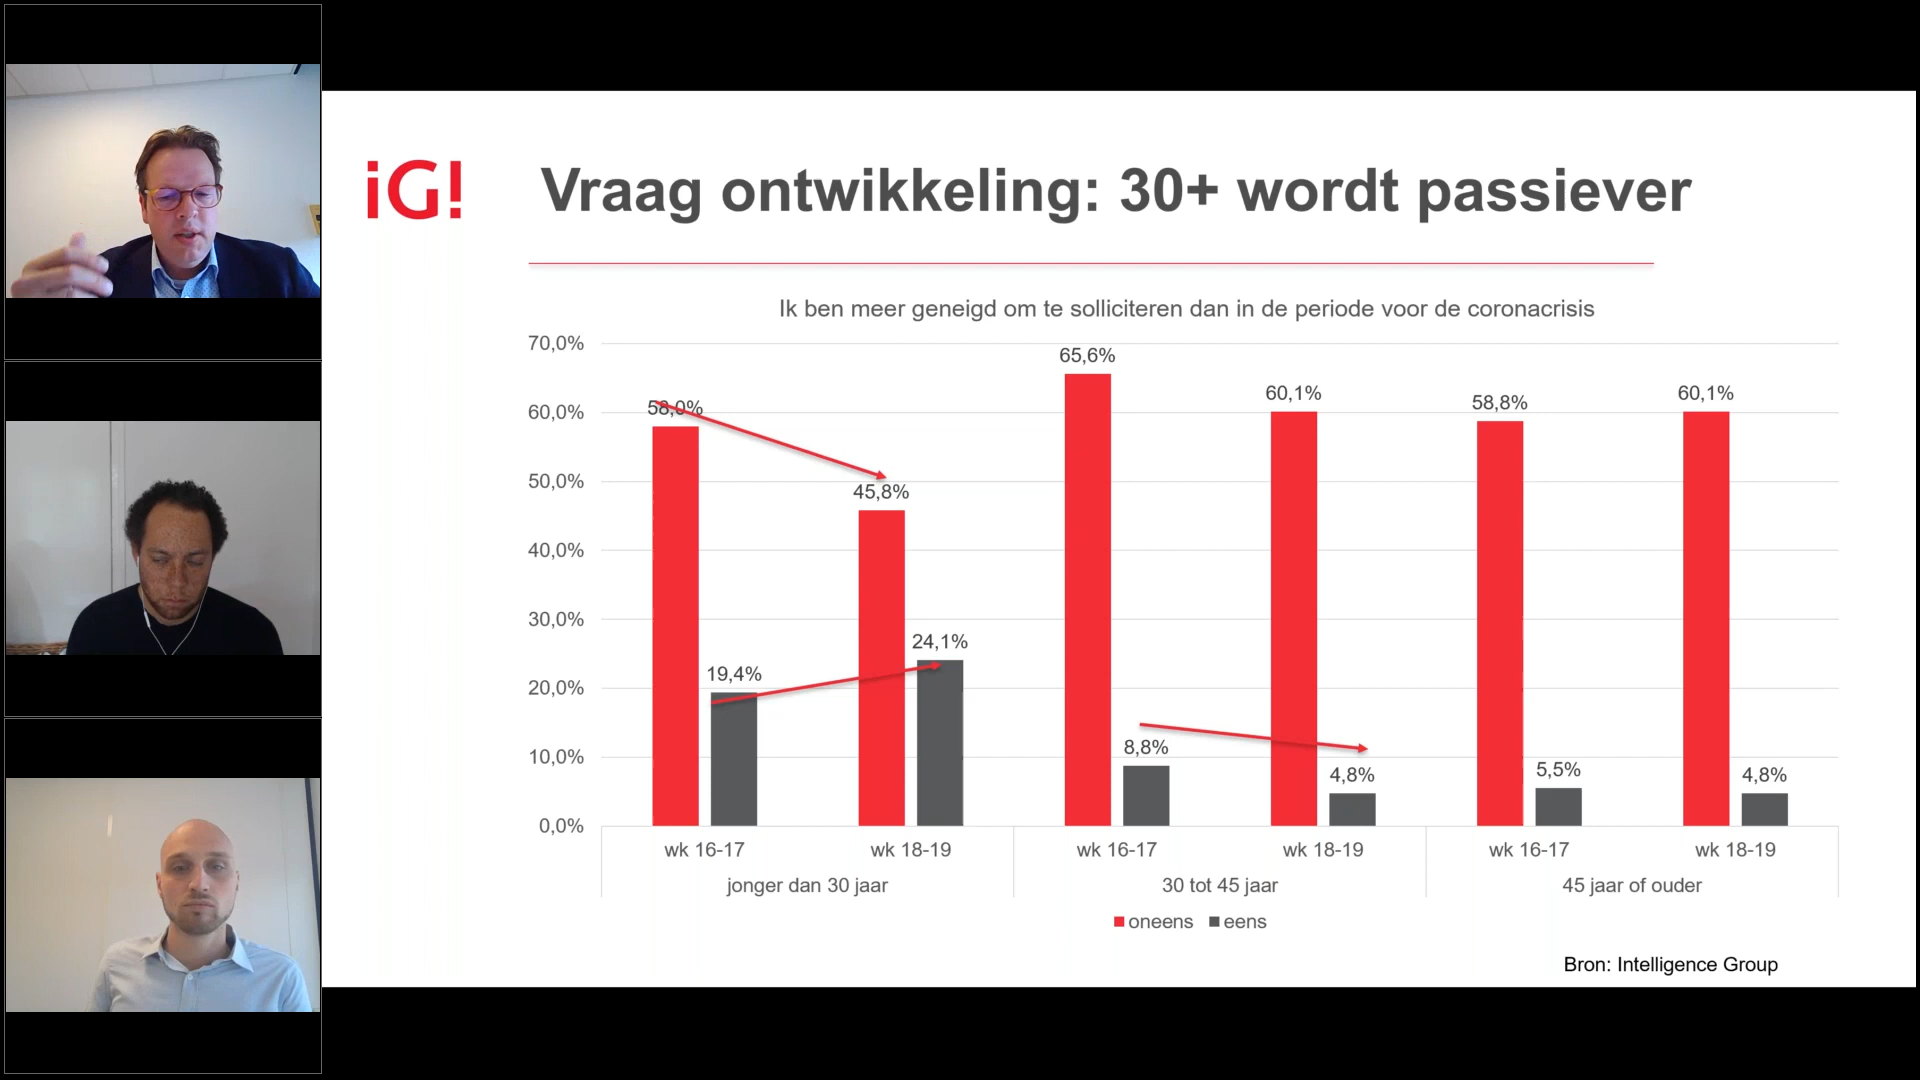 iG!
Vraag ontwikkeling: 30+ wordt passiever
Ik ben meer geneigd om te solliciteren dan in de periode voor de coronacrisis
70,0%
60,0%
50,0%
40,0%
30,0%
20,0%
10,0%
0,0%
58,0%
19,4%
45,8%
24,1%
65,6%
8,8%
60,1%
4,8%
58,8%
5,5%
60,1%
4,8%
wk 16-17 wk 18-19 wk 16-17 wk 18-19 wk 16-17 wk 18-19
jonger dan 30 jaar 30 tot 45 jaar 45 jaar of ouder
oneens eens
Bron: Intelligence Group